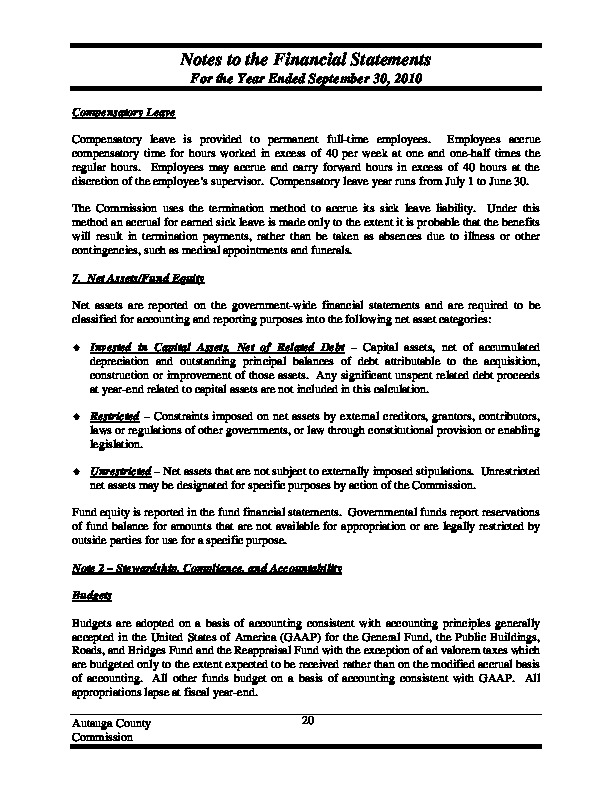 Notes to the Financial Statements
For the Year Ended September 30, 2010
Compensatory Leave
Compensatory leave is provided to permanent full-time employees. Employees accrue
compensatory time for hours worked in excess of 40 per week at one and one-half times the
regular hours. Employees may accrue and carry forward hours in excess of 40 hours at the
discretion of the employee's supervisor. Compensatory leave year runs from July 1 to June 30.
The Commission uses the termination method to accrue its sick leave liability. Under this
method an accrual for earned sick leave is made only to the extent it is probable that the benefits
will result in termination payments, rather than be taken as absences due to illness or other
contingencies, such as medical appointments and funerals.
7. Net Assets/Fund Equity
Net assets are reported on the government-wide financial statements and are required to be
classified for accounting and reporting purposes into the following net asset categories:
♦ Invested in Capital Assets, Net of Related Debt – Capital assets, net of accumulated
depreciation and outstanding principal balances of debt attributable to the acquisition,
construction or improvement of those assets. Any significant unspent related debt proceeds
at year-end related to capital assets are not included in this calculation.
♦ Restricted – Constraints imposed on net assets by external creditors, grantors, contributors,
laws or regulations of other governments, or law through constitutional provision or enabling
legislation.
♦ Unrestricted – Net assets that are not subject to externally imposed stipulations. Unrestricted
net assets may be designated for specific purposes by action of the Commission.
Fund equity is reported in the fund financial statements. Governmental funds report reservations
of fund balance for amounts that are not available for appropriation or are legally restricted by
outside parties for use for a specific purpose.
Note 2 – Stewardship, Compliance, and Accountability
Budgets
Budgets are adopted on a basis of accounting consistent with accounting principles generally
accepted in the United States of America (GAAP) for the General Fund, the Public Buildings,
Roads, and Bridges Fund and the Reappraisal Fund with the exception of ad valorem taxes which
are budgeted only to the extent expected to be received rather than on the modified accrual basis
of accounting. All other funds budget on a basis of accounting consistent with GAAP. All
appropriations lapse at fiscal year-end.
Autauga County
Commission
20